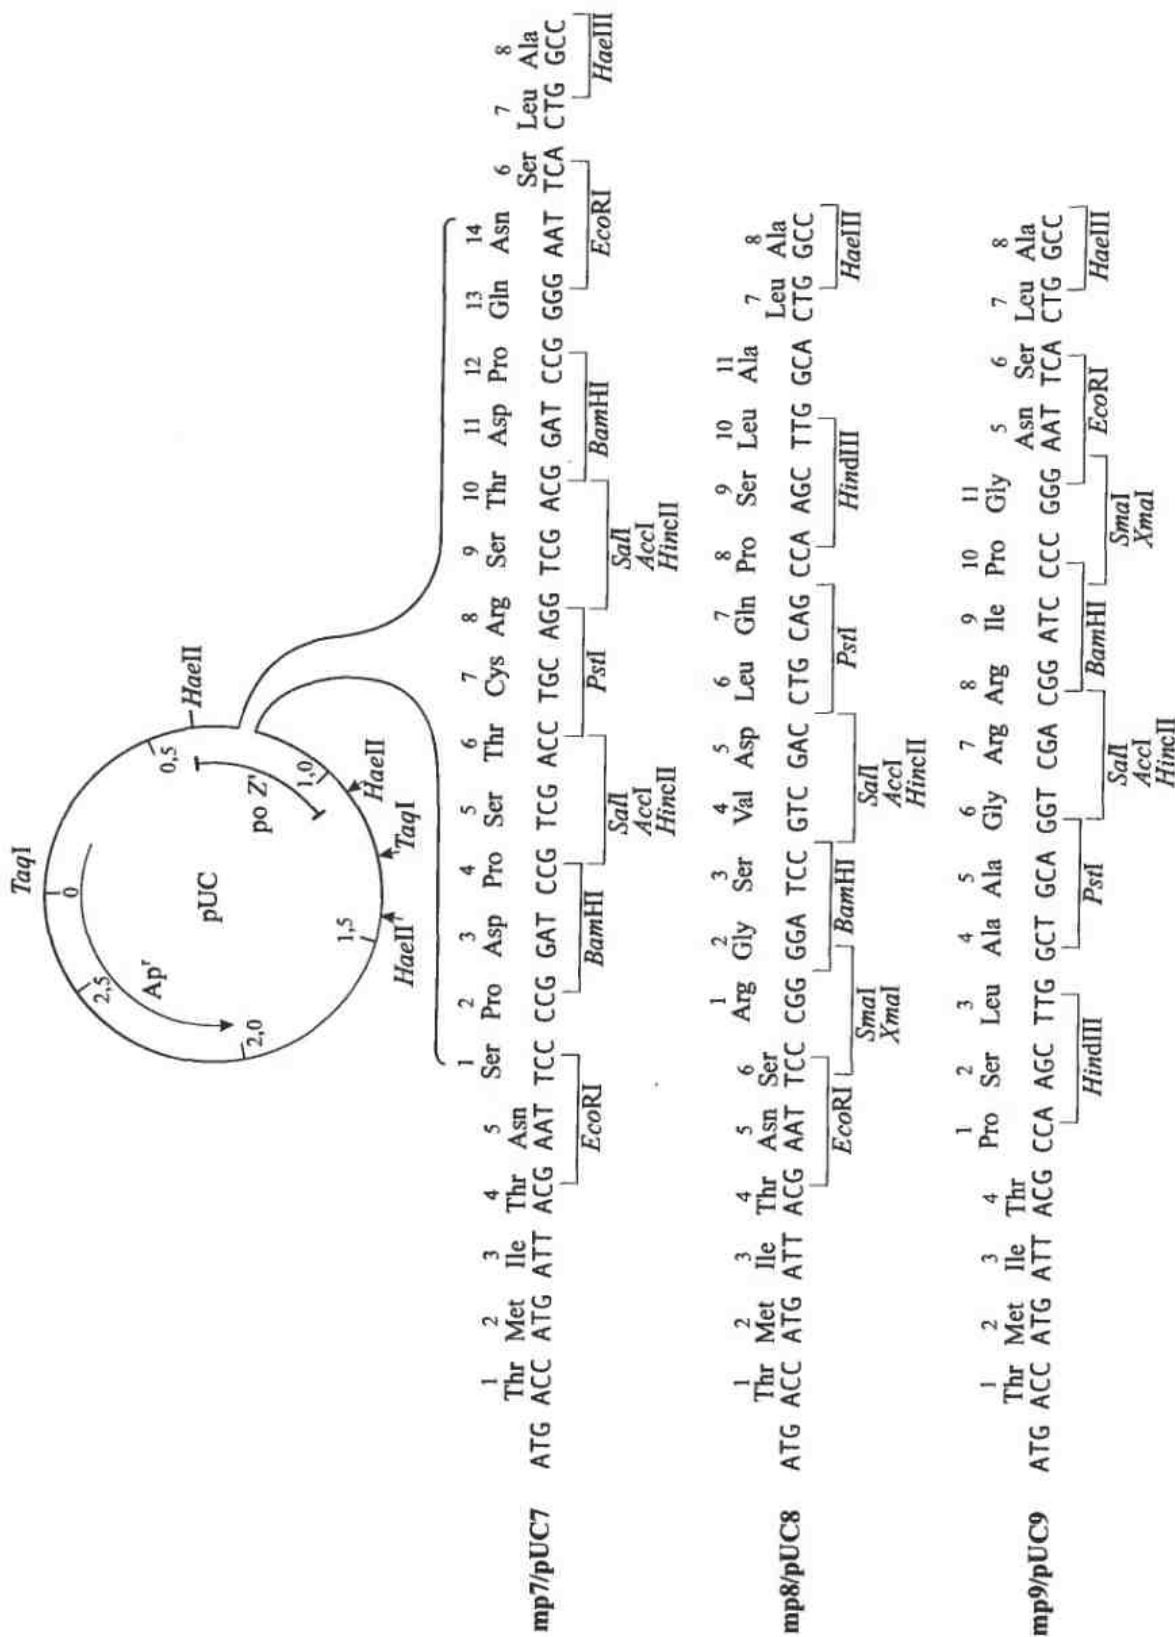 TaqI
0
0,5
HaeII
po Z'
1,0
HaeII
TaqI
HaeII
1,5
2,0
2,5
Apr
pUC
1 2 3 4 5 1 2 3 4 5 6 7 8 9 10 11 12 13 14 6 7 8
Thr Met Ile Thr Asn Ser Pro Asp Pro Ser Thr Cys Arg Ser Thr Asp Pro Gln Asn Ser Leu Ala
mp7/pUC7 ATG ACC ATG ATT ACG AAT TCC CCG GAT CCG TCG ACC TGC AGG TCG ACG GAT CCG GGG AAT TCA CTG GCC
EcoRI BamHI SalI PstI SalI BamHI EcoRI HaeIII
AccI AccI
HincII HincII
1 2 3 4 5 6 1 2 3 4 5 6 7 8 9 10 11 7 8
Thr Met Ile Thr Asn Ser Arg Gly Ser Val Asp Leu Gln Pro Ser Leu Ala Leu Ala
mp8/pUC8 ATG ACC ATG ATT ACG AAT TCC CGG GGA TCC GTC GAC CTG CAG CCA AGC TTG GCA CTG GCC
EcoRI SmaI BamHI SalI PstI HindIII HaeIII
XmaI AccI
HincII
1 2 3 4 1 2 3 4 5 6 7 8 9 10 11 5 6 7 8
Thr Met Ile Thr Pro Ser Leu Ala Ala Gly Arg Arg Ile Pro Gly Asn Ser Leu Ala
mp9/pUC9 ATG ACC ATG ATT ACG CCA AGC TTG GCT GCA GGT CGA CGG ATC CCC GGG AAT TCA CTG GCC
HindIII PstI SalI BamHI SmaI EcoRI HaeIII
AccI XmaI
HincII